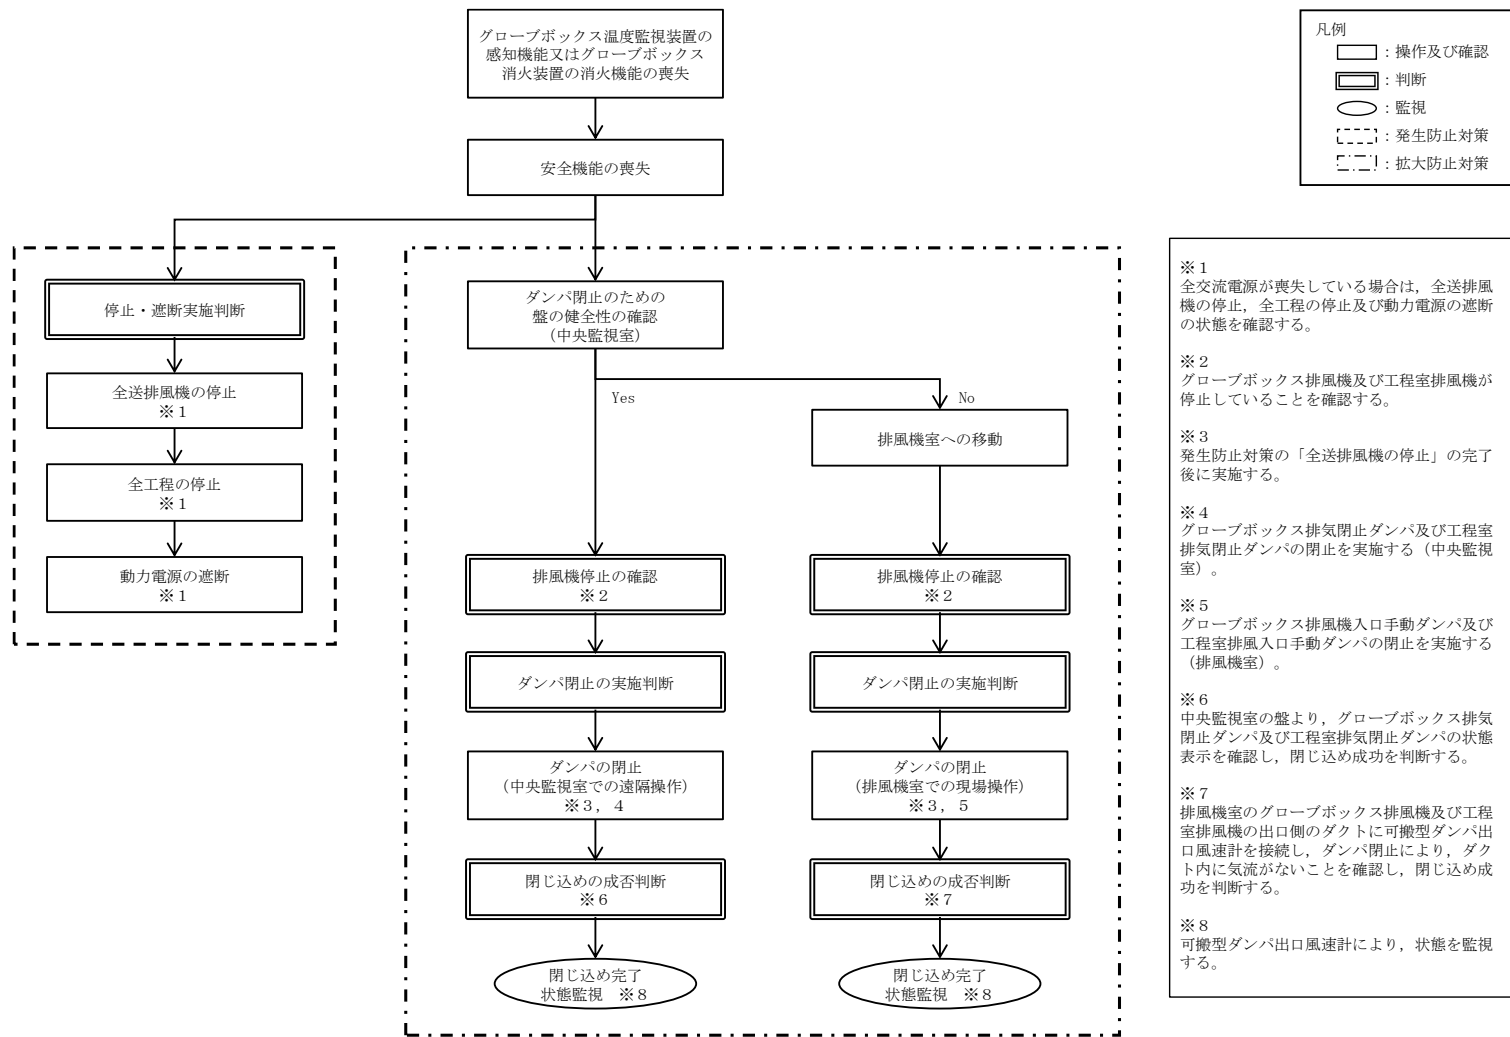 グローブボックス温度監視装置の
感知機能又はグローブボックス
消火装置の消火機能の喪失
安全機能の喪失
凡例
：操作及び確認
：判断
：監視
：発生防止対策
：拡大防止対策
停止・遮断実施判断
全送排風機の停止
※１
全工程の停止
※１
動力電源の遮断
※１
ダンパ閉止のための
盤の健全性の確認
（中央監視室）
Yes
No
排風機室への移動
排風機停止の確認
※２
ダンパ閉止の実施判断
ダンパの閉止
（中央監視室での遠隔操作）
※３，４
閉じ込めの成否判断
※６
閉じ込め完了
状態監視　※８
排風機停止の確認
※２
ダンパ閉止の実施判断
ダンパの閉止
（排風機室での現場操作）
※３，５
閉じ込めの成否判断
※７
閉じ込め完了
状態監視　※８
※１
全交流電源が喪失している場合は，全送排風
機の停止，全工程の停止及び動力電源の遮断
の状態を確認する。
※２
グローブボックス排風機及び工程室排風機が
停止していることを確認する。
※３
発生防止対策の「全送排風機の停止」の完了
後に実施する。
※４
グローブボックス排気閉止ダンパ及び工程室
排気閉止ダンパの閉止を実施する（中央監視
室）。
※５
グローブボックス排風機入口手動ダンパ及び
工程室排風入口手動ダンパの閉止を実施する
（排風機室）。
※６
中央監視室の盤より，グローブボックス排気
閉止ダンパ及び工程室排気閉止ダンパの状態
表示を確認し，閉じ込め成功を判断する。
※７
排風機室のグローブボックス排風機及び工程
室排風機の出口側のダクトに可搬型ダンパ出
口風速計を接続し，ダンパ閉止により，ダク
ト内に気流がないことを確認し，閉じ込め成
功を判断する。
※８
可搬型ダンパ出口風速計により，状態を監視
する。